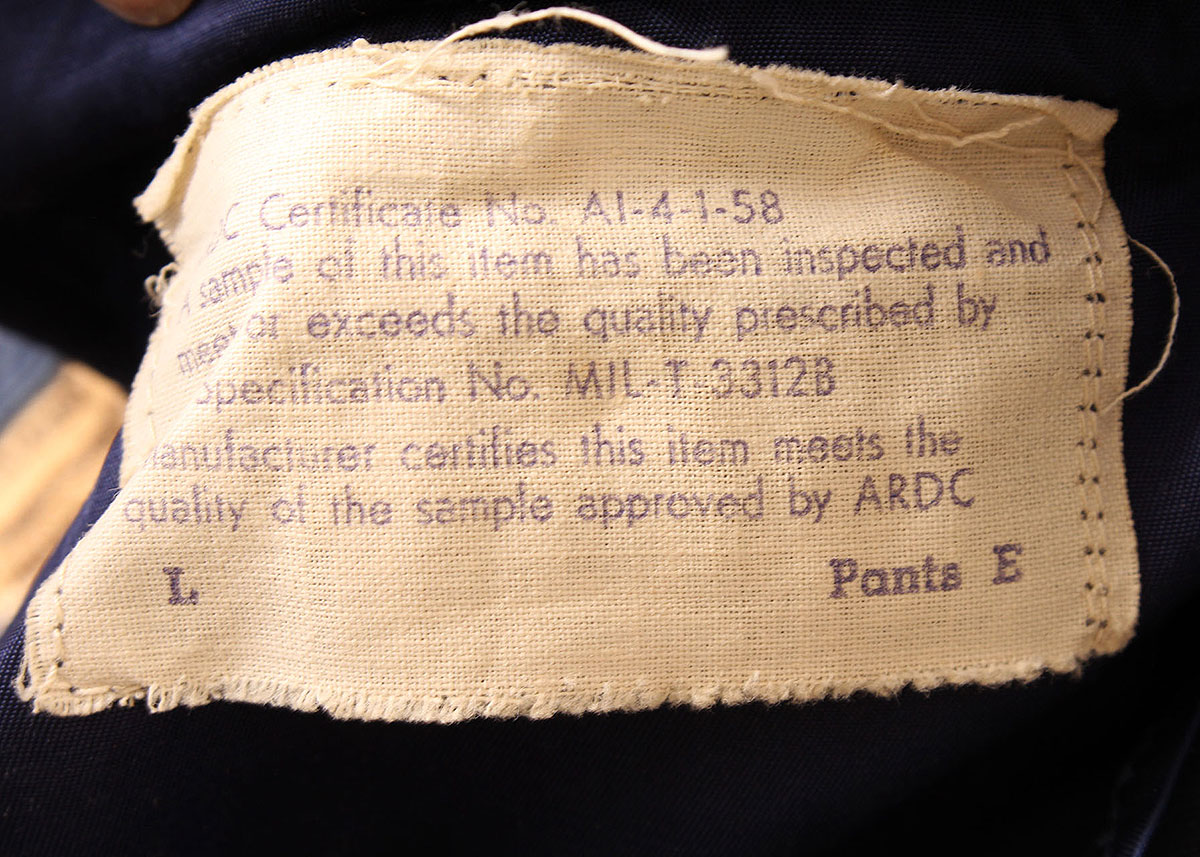 DC Certificate No. AI-4-1-58
A sample of this item has been inspected and
meet or exceeds the quality prescribed by
Specification No. MIL-T-3312B
anufacturer certifies this item meets the
quality of the sample approved by ARDC
L Pants E